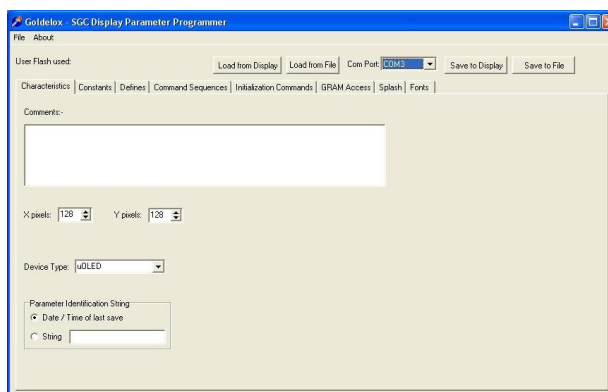 Goldelox - SGC Display Parameter Programmer
File About
User Flash used:
Load from Display Load from File Com Port: COM3 Save to Display Save to File
Characteristics Constants Defines Command Sequences Initialization Commands GRAM Access Splash Fonts
Comments:-
X pixels: 128 Y pixels: 128
Device Type: uOLED
Parameter Identification String
Date / Time of last save
String